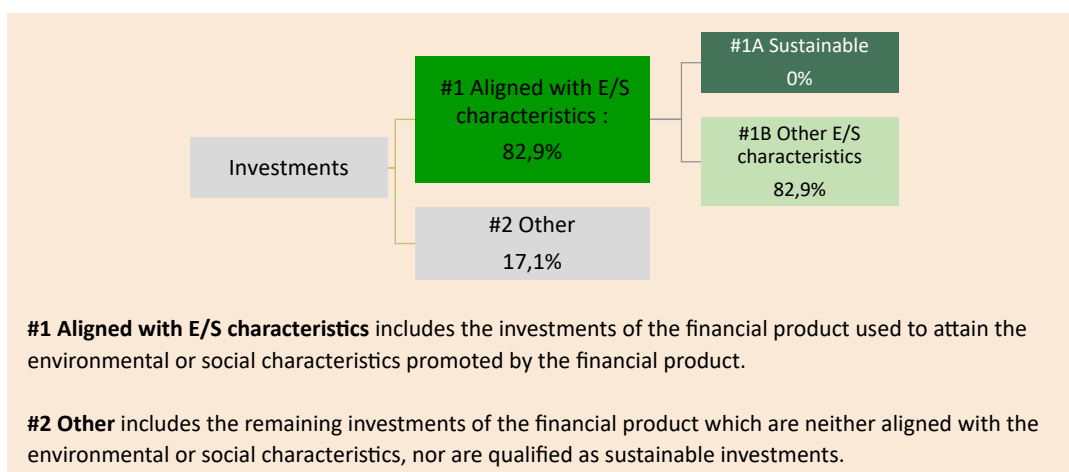 #1A Sustainable
0%
#1 Aligned with E/S
characteristics :
82,9%
#1B Other E/S
characteristics
82,9%
Investments
#2 Other
17,1%
#1 Aligned with E/S characteristics includes the investments of the financial product used to attain the
environmental or social characteristics promoted by the financial product.
#2 Other includes the remaining investments of the financial product which are neither aligned with the
environmental or social characteristics, nor are qualified as sustainable investments.